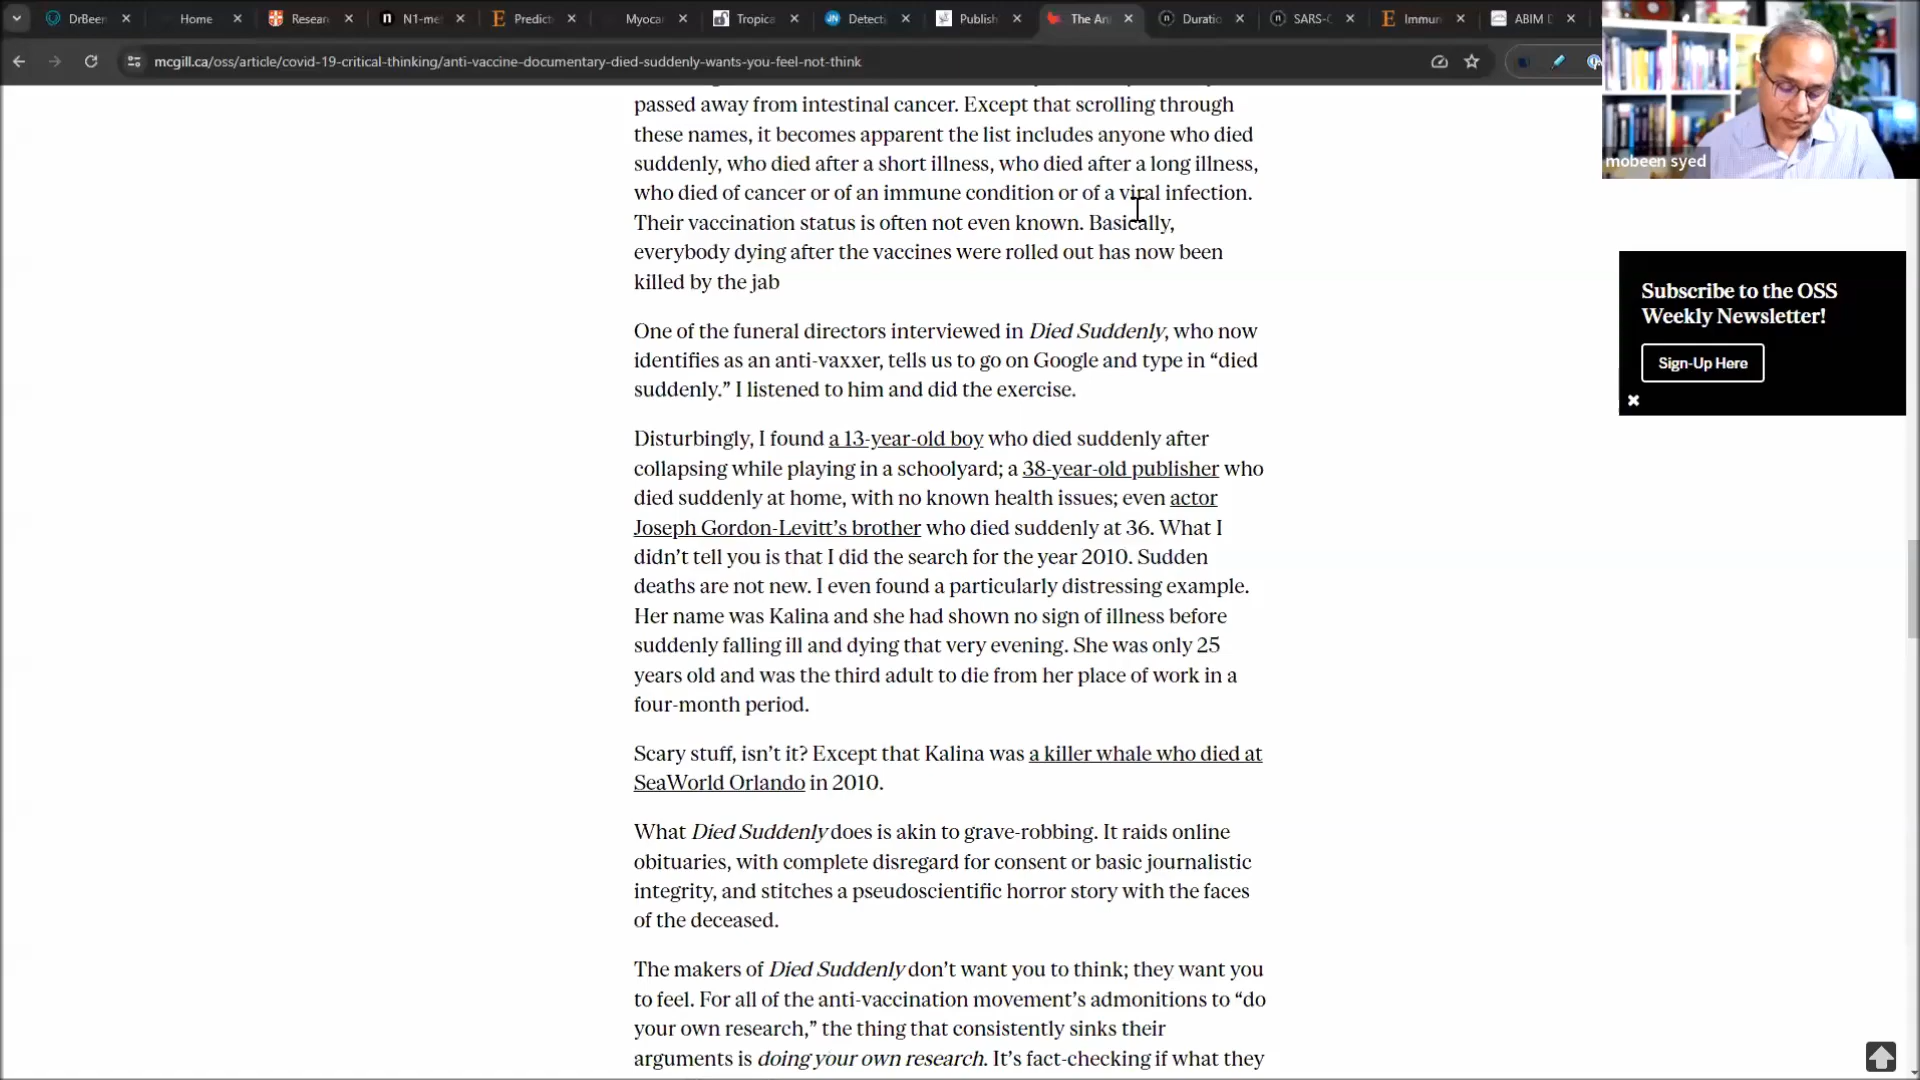 DrBeen
Home
Resear
N1-me
Predict
Myocar
Tropica
Detecti
Publish
The An
Duratio
SARS-C
Immun
ABIM D
mcgill.ca/oss/article/covid-19-critical-thinking/anti-vaccine-documentary-died-suddenly-wants-you-feel-not-think
mobeen syed
passed away from intestinal cancer. Except that scrolling through
these names, it becomes apparent the list includes anyone who died
suddenly, who died after a short illness, who died after a long illness,
who died of cancer or of an immune condition or of a viral infection.
Their vaccination status is often not even known. Basically,
everybody dying after the vaccines were rolled out has now been
killed by the jab
One of the funeral directors interviewed in Died Suddenly, who now
identifies as an anti-vaxxer, tells us to go on Google and type in “died
suddenly.” I listened to him and did the exercise.
Disturbingly, I found a 13-year-old boy who died suddenly after
collapsing while playing in a schoolyard; a 38-year-old publisher who
died suddenly at home, with no known health issues; even actor
Joseph Gordon-Levitt’s brother who died suddenly at 36. What I
didn’t tell you is that I did the search for the year 2010. Sudden
deaths are not new. I even found a particularly distressing example.
Her name was Kalina and she had shown no sign of illness before
suddenly falling ill and dying that very evening. She was only 25
years old and was the third adult to die from her place of work in a
four-month period.
Scary stuff, isn’t it? Except that Kalina was a killer whale who died at
SeaWorld Orlando in 2010.
What Died Suddenly does is akin to grave-robbing. It raids online
obituaries, with complete disregard for consent or basic journalistic
integrity, and stitches a pseudoscientific horror story with the faces
of the deceased.
The makers of Died Suddenly don’t want you to think; they want you
to feel. For all of the anti-vaccination movement’s admonitions to “do
your own research,” the thing that consistently sinks their
arguments is doing your own research. It’s fact-checking if what they
Subscribe to the OSS
Weekly Newsletter!
Sign-Up Here